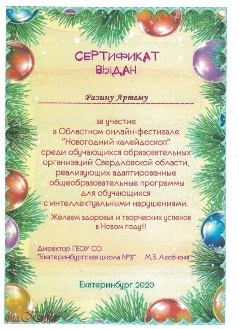 СЕРТИФИКАТ
ВЫДАН
Разину Артему
за участие
в Областном онлайн-фестивале
"Новогодний калейдоскоп"
среди обучающихся образовательных
организаций Свердловской области,
реализующих адаптированные
общеобразовательные программы
для обучающихся
с интеллектуальными нарушениями.
Желаем здоровья и творческих успехов
в Новом году!!!
Директор ГБОУ СО
"Екатеринбургская школа №3" М.З. Аксёнова
Екатеринбург 2020